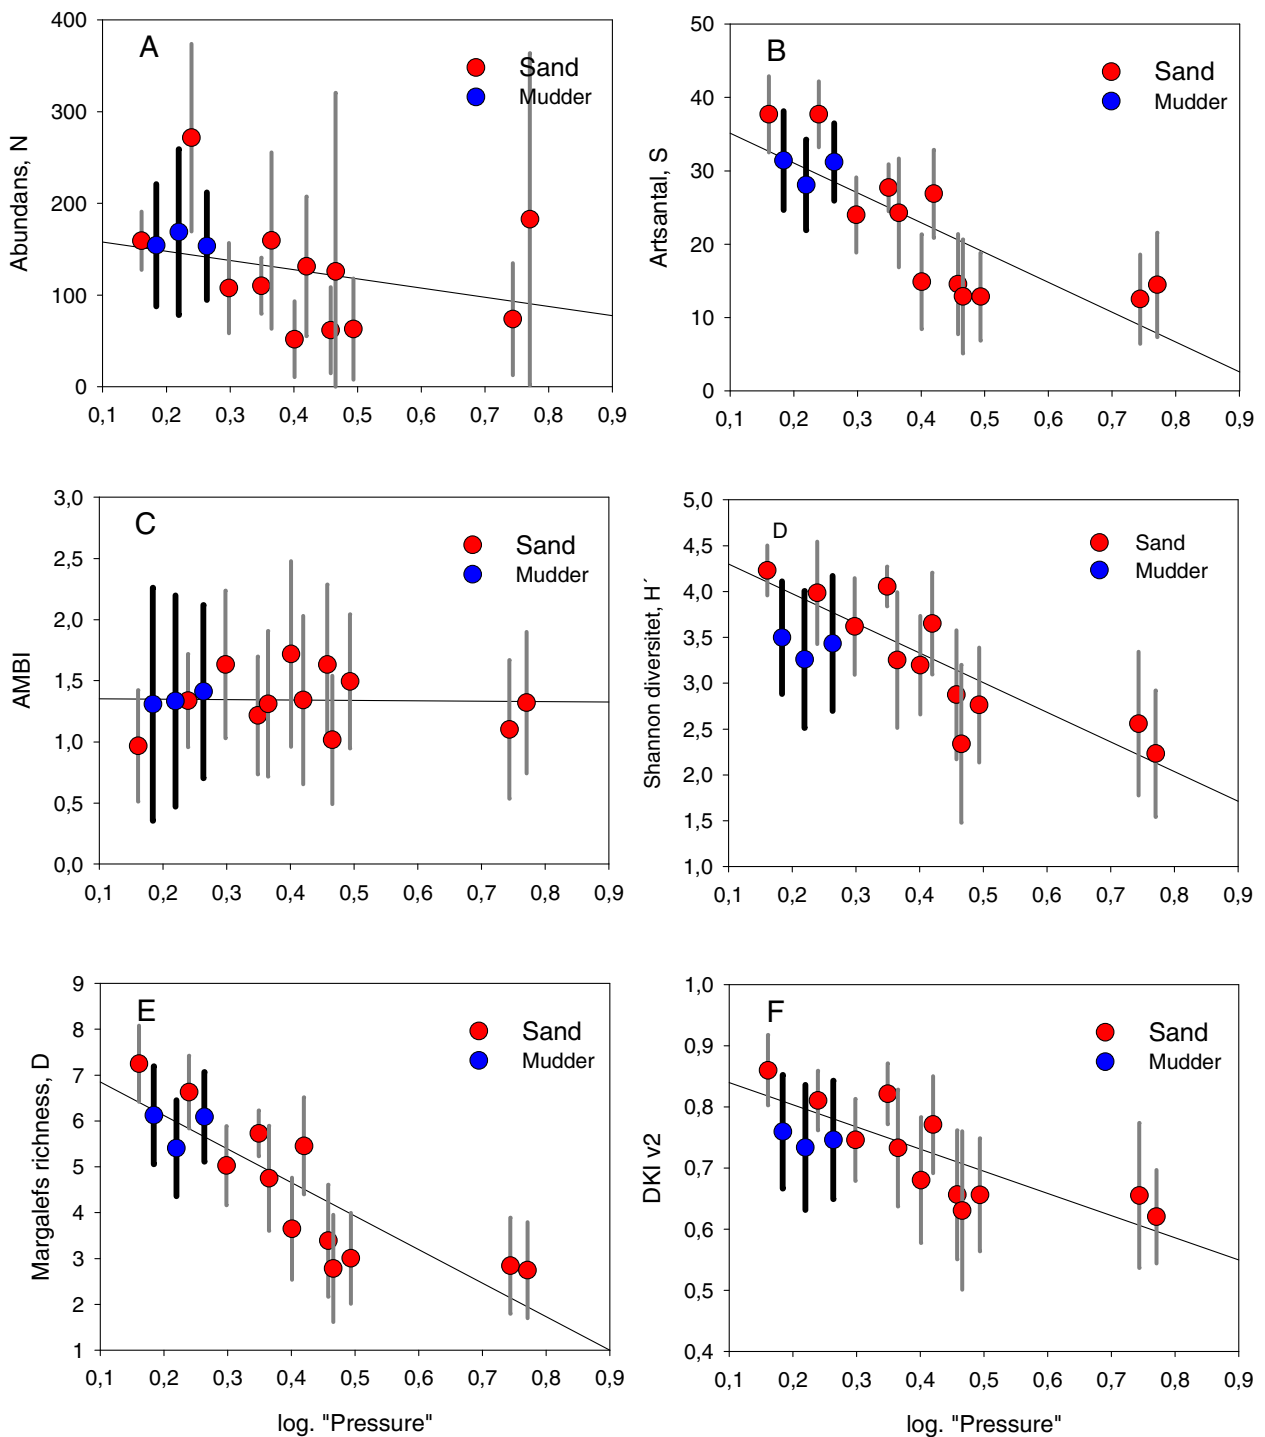 A
Sand
Mudder
Abundans, N
400
300
200
100
0
0,1 0,2 0,3 0,4 0,5 0,6 0,7 0,8 0,9
B
Sand
Mudder
Artsantal, S
50
40
30
20
10
0
0,1 0,2 0,3 0,4 0,5 0,6 0,7 0,8 0,9
C
Sand
Mudder
AMBI
3,0
2,5
2,0
1,5
1,0
0,5
0,0
0,1 0,2 0,3 0,4 0,5 0,6 0,7 0,8 0,9
D
Sand
Mudder
Shannon diversitet, H´
5,0
4,5
4,0
3,5
3,0
2,5
2,0
1,5
1,0
0,1 0,2 0,3 0,4 0,5 0,6 0,7 0,8 0,9
E
Sand
Mudder
Margalefs richness, D
9
8
7
6
5
4
3
2
1
0,1 0,2 0,3 0,4 0,5 0,6 0,7 0,8 0,9
log. "Pressure"
F
Sand
Mudder
DKI v2
1,0
0,9
0,8
0,7
0,6
0,5
0,4
0,1 0,2 0,3 0,4 0,5 0,6 0,7 0,8 0,9
log. "Pressure"